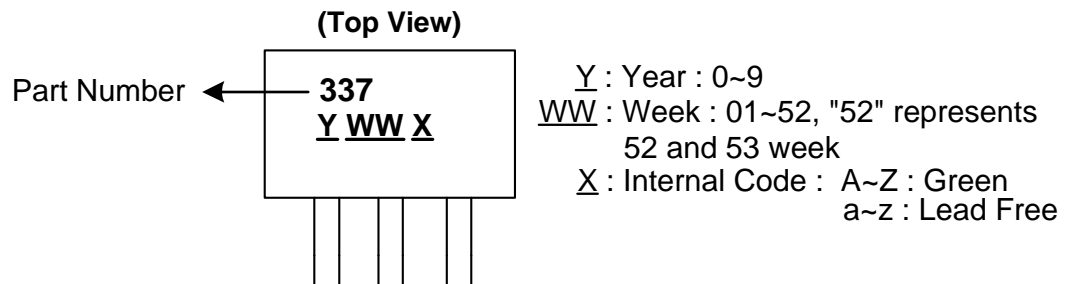 (Top View)
Part Number
337
Y WW X
Y : Year : 0~9
WW : Week : 01~52, "52" represents
52 and 53 week
X : Internal Code : A~Z : Green
a~z : Lead Free